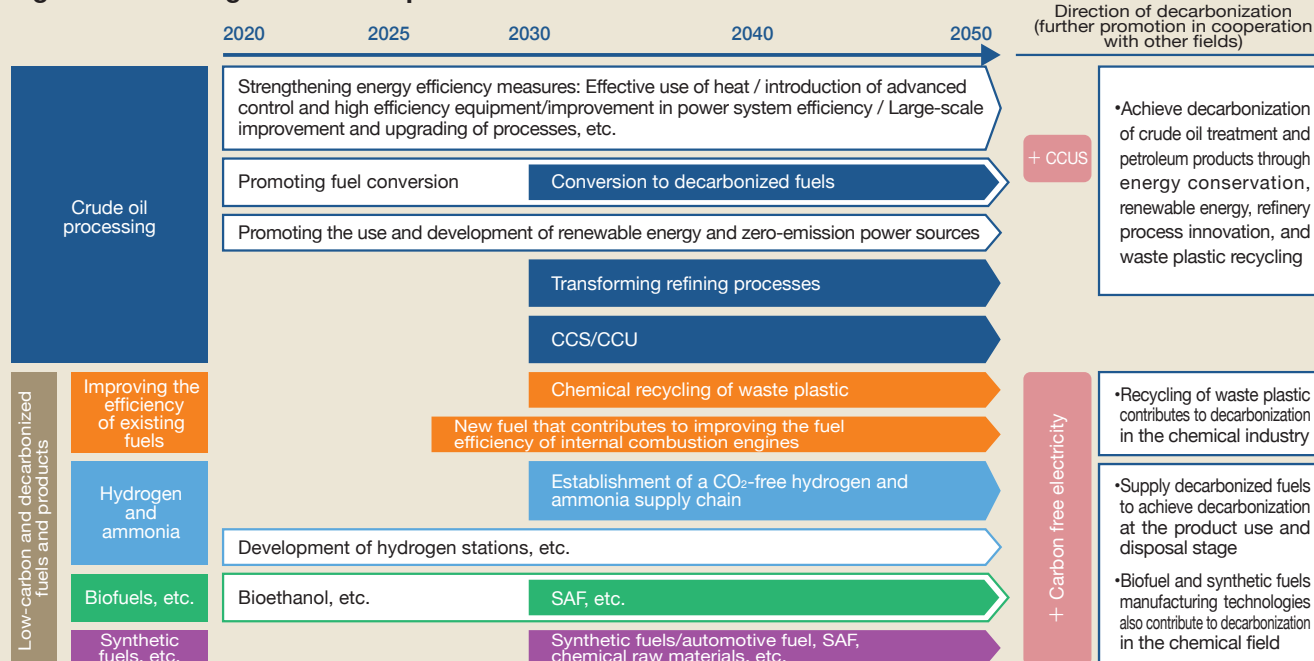 2020 2025 2030 2040 2050
Direction of decarbonization
(further promotion in cooperation
with other fields)
Crude oil
processing
Strengthening energy efficiency measures: Effective use of heat / introduction of advanced
control and high efficiency equipment/improvement in power system efficiency / Large-scale
improvement and upgrading of processes, etc.
Promoting fuel conversion
Conversion to decarbonized fuels
Promoting the use and development of renewable energy and zero-emission power sources
Transforming refining processes
CCS/CCU
+ CCUS
•Achieve decarbonization
of crude oil treatment and
petroleum products through
energy conservation,
renewable energy, refinery
process innovation, and
waste plastic recycling
Low-carbon and decarbonized
fuels and products
Improving the
efficiency
of existing
fuels
Chemical recycling of waste plastic
New fuel that contributes to improving the fuel
efficiency of internal combustion engines
Hydrogen
and
ammonia
Establishment of a CO₂-free hydrogen and
ammonia supply chain
Development of hydrogen stations, etc.
Biofuels, etc.
Bioethanol, etc.
SAF, etc.
Synthetic
fuels, etc.
Synthetic fuels/automotive fuel, SAF,
chemical raw materials, etc.
+ Carbon free electricity
•Recycling of waste plastic
contributes to decarbonization
in the chemical industry
•Supply decarbonized fuels
to achieve decarbonization
at the product use and
disposal stage
•Biofuel and synthetic fuels
manufacturing technologies
also contribute to decarbonization
in the chemical field